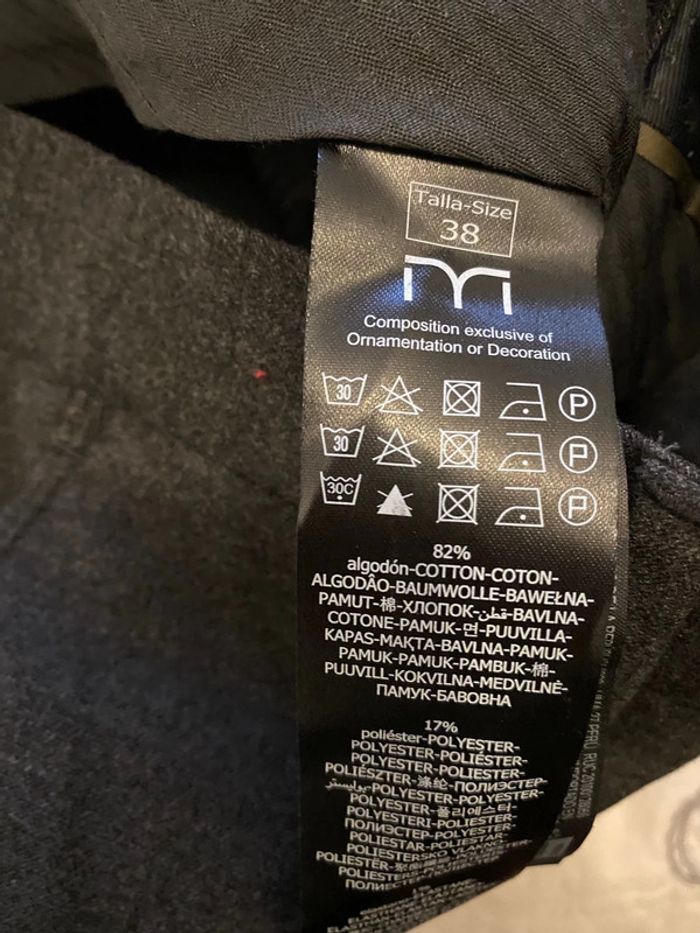 Talla-Size
38
Composition exclusive of
Ornamentation or Decoration
30 P
30 P
30C P
82%
algodón-COTTON-COTON-
ALGODÂO-BAUMWOLLE-BAWEŁNA-
PAMUT-棉-ХЛОПОК-قطن-BAVLNA-
COTONE-PAMUK-면-PUUVILLA-
KAPAS-MAҚTA-BAVLNA-PAMUK-
PAMUK-PAMUK-PAMBUK-棉-
PUUVILL-KOKVILNA-MEDVILNĖ-
ПАМУК-БАВОВНА
17%
poliéster-POLYESTER-
POLYESTER-POLIÉSTER-
POLYESTER-POLIESTER-
POLIÉSZTER-涤纶-ПОЛИЭСТЕР-
بوليستر-POLYESTER-POLYESTER-
POLYESTER-폴리에스터-
POLYESTERI-POLIESTER-
ПОЛИЭСТЕР-POLYESTER-
POLIESTAR-POLIESTAR-
POLIESTERSKO VLAKNO-